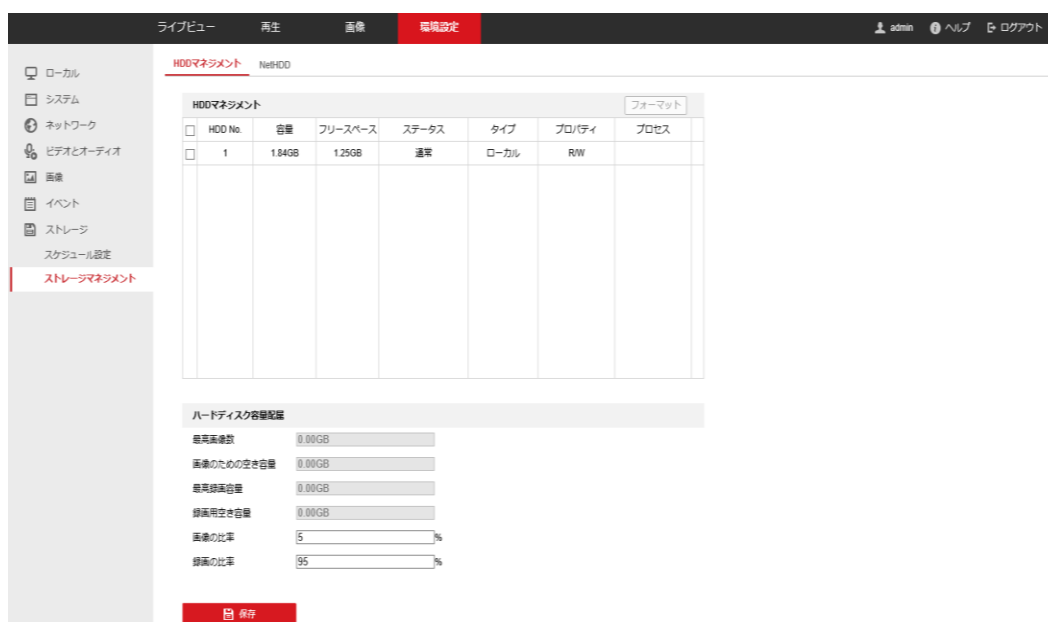 ライブビュー 再生 画像 環境設定 admin ヘルプ ログアウト
HDDマネジメント NetHDD
ローカル
システム
ネットワーク
ビデオとオーディオ
画像
イベント
ストレージ
スケジュール設定
ストレージマネジメント
HDDマネジメント フォーマット
HDD No. 容量 フリースペース ステータス タイプ プロパティ プロセス
1 1.84GB 1.25GB 通常 ローカル R/W
ハードディスク容量配置
最高画像数 0.00GB
画像のための空き容量 0.00GB
最高録画容量 0.00GB
録画用空き容量 0.00GB
画像の比率 5 %
録画の比率 95 %
保存